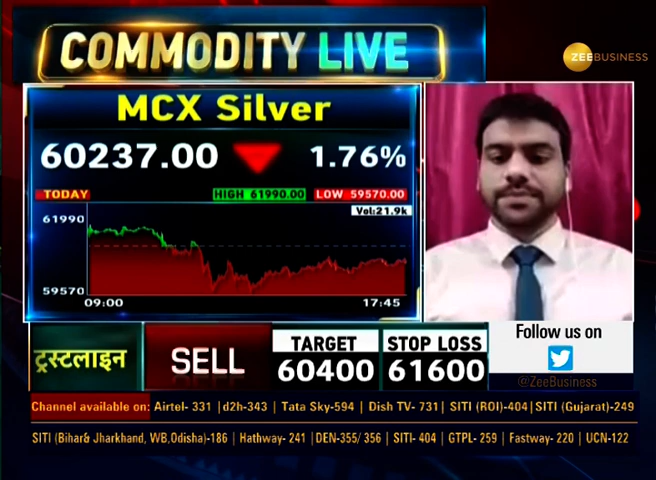 COMMODITY LIVE
ZEEBUSINESS
MCX Silver
60237.00 1.76%
TODAY HIGH 61990.00 LOW 59570.00
Vol:21.9k
61990
59570
09:00 17:45
ट्रस्टलाइन SELL
TARGET
60400
STOP LOSS
61600
Follow us on
@ZeeBusiness
Channel available on: Airtel- 331 | d2h-343 | Tata Sky-594 | Dish TV- 731| SITI (ROI)-404| SITI (Gujarat)-249
SITI (Bihar& Jharkhand, WB,Odisha)-186 | Hathway- 241 |DEN-355/ 356 | SITI- 404 | GTPL- 259 | Fastway- 220 | UCN-122